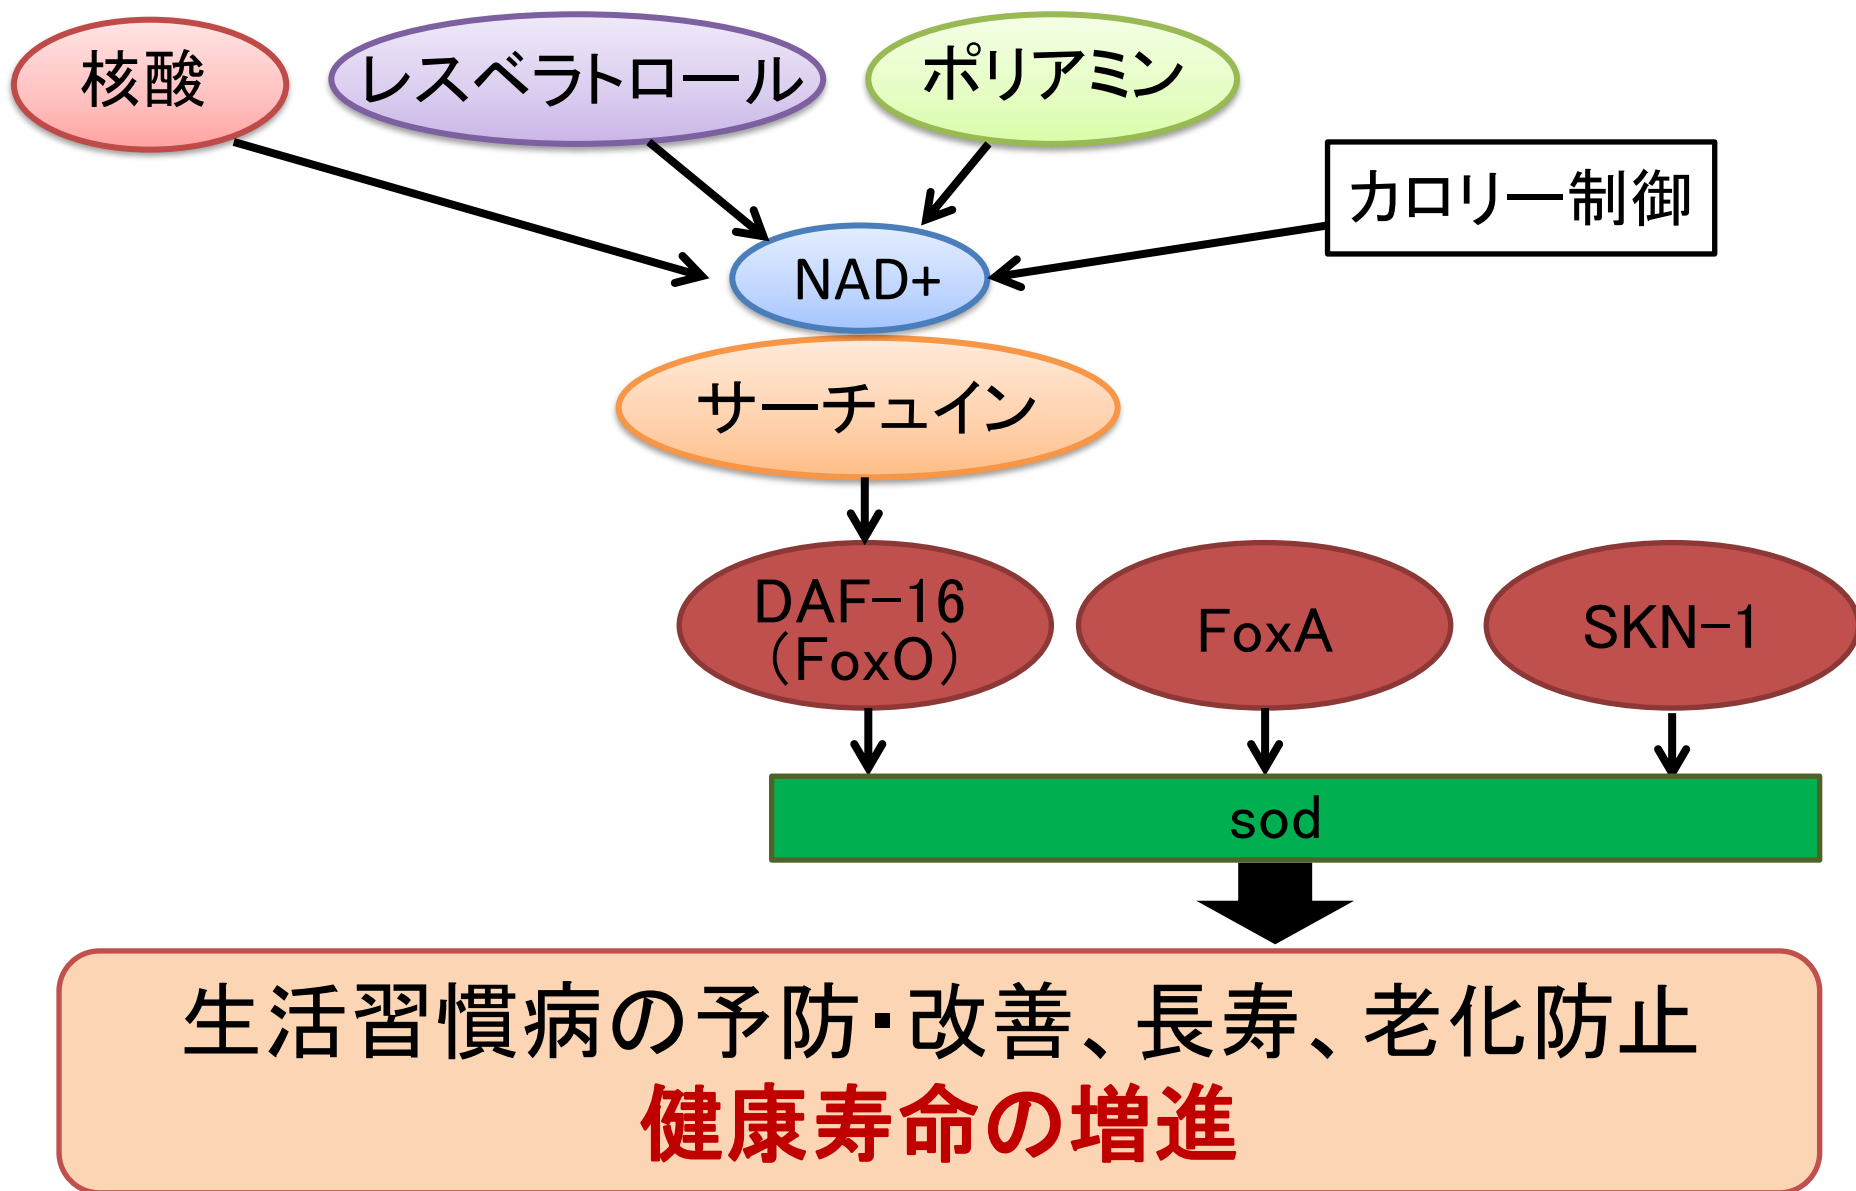 核酸
レスベラトロール
ポリアミン
カロリー制御
NAD+
サーチュイン
DAF-16
（FoxO）
FoxA
SKN-1
sod
生活習慣病の予防・改善、長寿、老化防止
健康寿命の増進